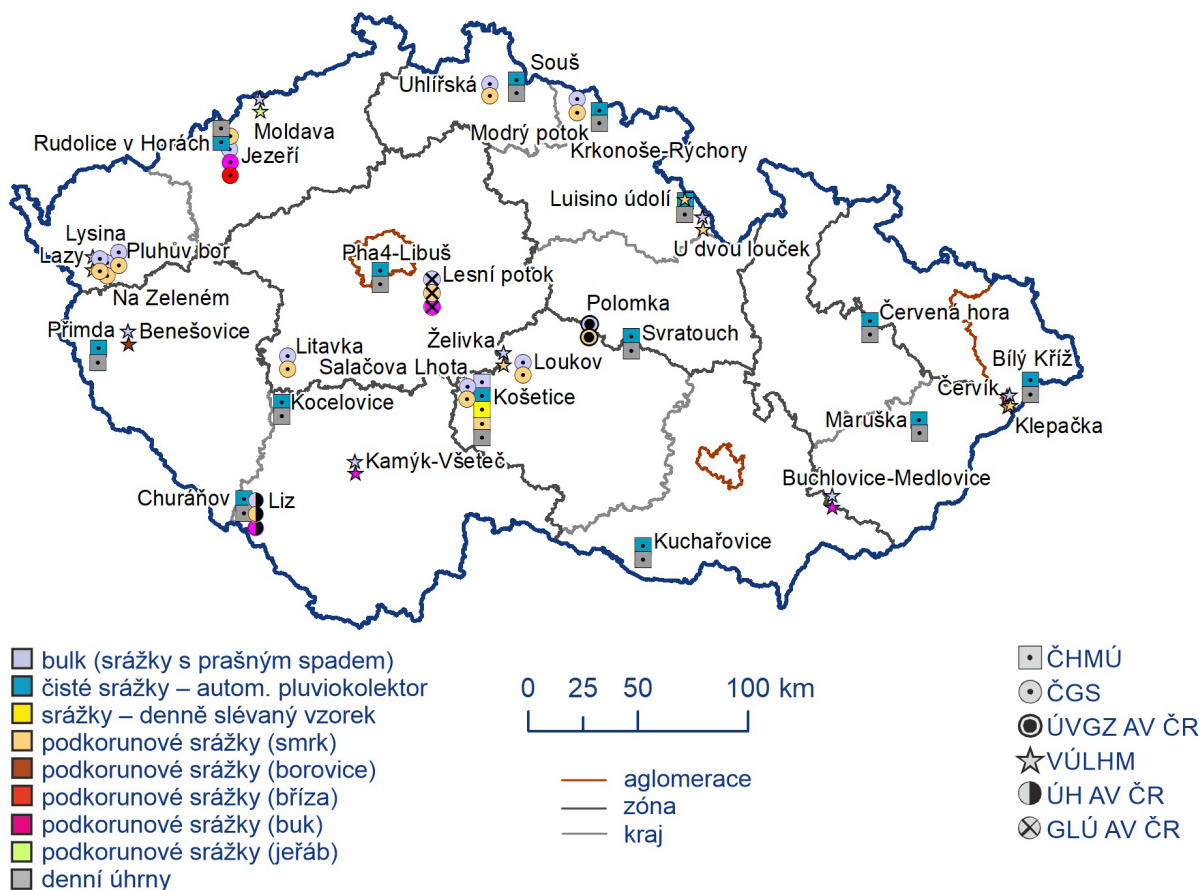 Souš
Uhlířská
Moldava
Modrý potok
Rudolice v Horách
Jezeří
Krkonoše-Rýchory
Luisino údolí
Lysina
Lazy
Pluhův bor
Pha4-Libuš
U dvou louček
Lesní potok
Na Zeleném
Polomka
Červená hora
Přimda
Benešovice
Svratouch
Želivka
Litavka
Salačova Lhota
Loukov
Bílý Kříž
Košetice
Červík
Kocelovice
Maruška
Klepačka
Kamýk-Všeteč
Buchlovice-Medlovice
Churáňov
Liz
Kuchařovice
bulk (srážky s prašným spadem)
čisté srážky – autom. pluviokolektor
srážky – denně slévaný vzorek
podkorunové srážky (smrk)
podkorunové srážky (borovice)
podkorunové srážky (bříza)
podkorunové srážky (buk)
podkorunové srážky (jeřáb)
denní úhrny
0 25 50 100 km
aglomerace
zóna
kraj
ČHMÚ
ČGS
ÚVGZ AV ČR
VÚLHM
ÚH AV ČR
GLÚ AV ČR